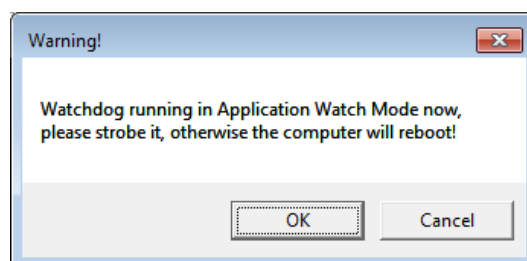 Warning!
Watchdog running in Application Watch Mode now,
please strobe it, otherwise the computer will reboot!
OK
Cancel